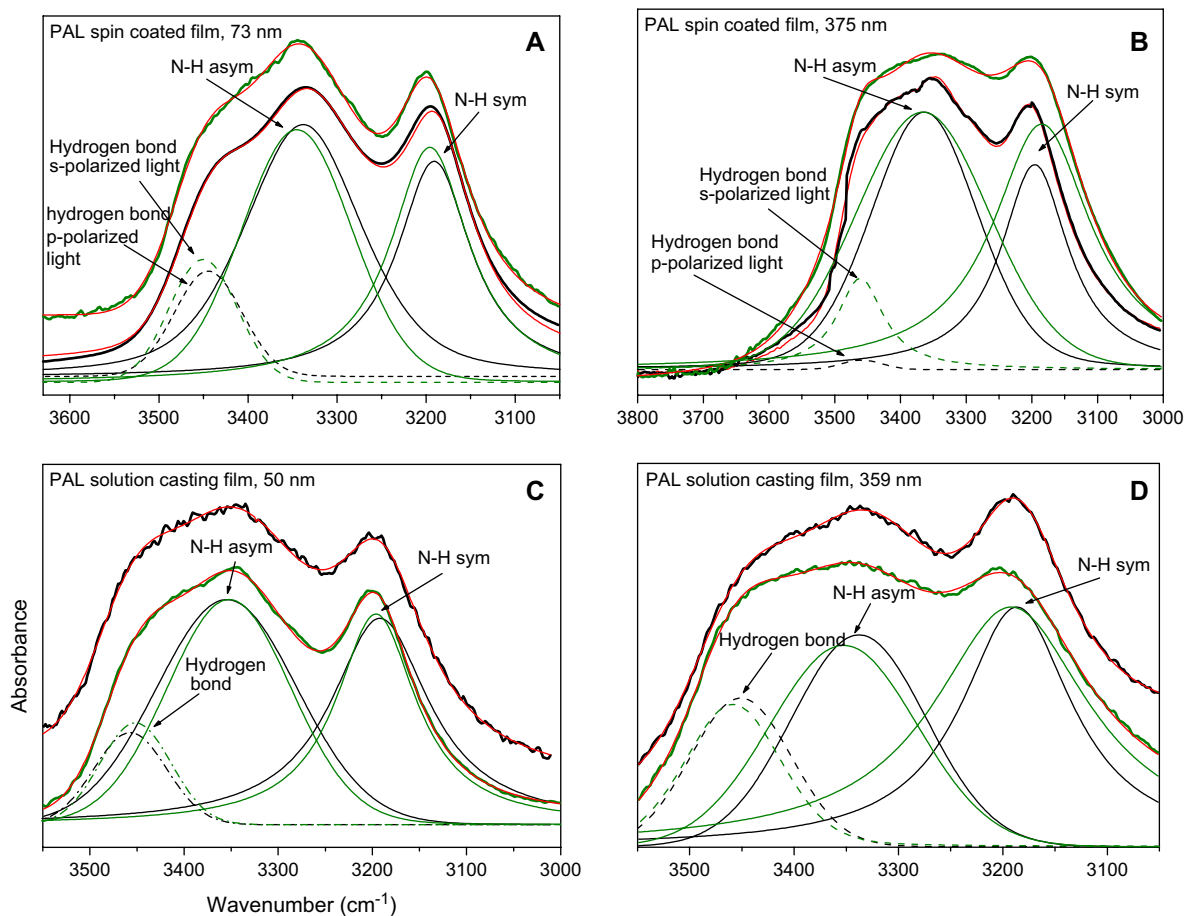 PAL spin coated film, 73 nm
A
N-H asym
N-H sym
Hydrogen bond
s-polarized light
hydrogen bond
p-polarized
light
3600 3500 3400 3300 3200 3100
PAL spin coated film, 375 nm
B
N-H asym
N-H sym
Hydrogen bond
s-polarized light
Hydrogen bond
p-polarized light
3800 3700 3600 3500 3400 3300 3200 3100 3000
PAL solution casting film, 50 nm
C
N-H asym
N-H sym
Hydrogen
bond
3500 3400 3300 3200 3100 3000
PAL solution casting film, 359 nm
D
N-H asym
N-H sym
Hydrogen bond
3500 3400 3300 3200 3100
Absorbance
Wavenumber (cm⁻¹)